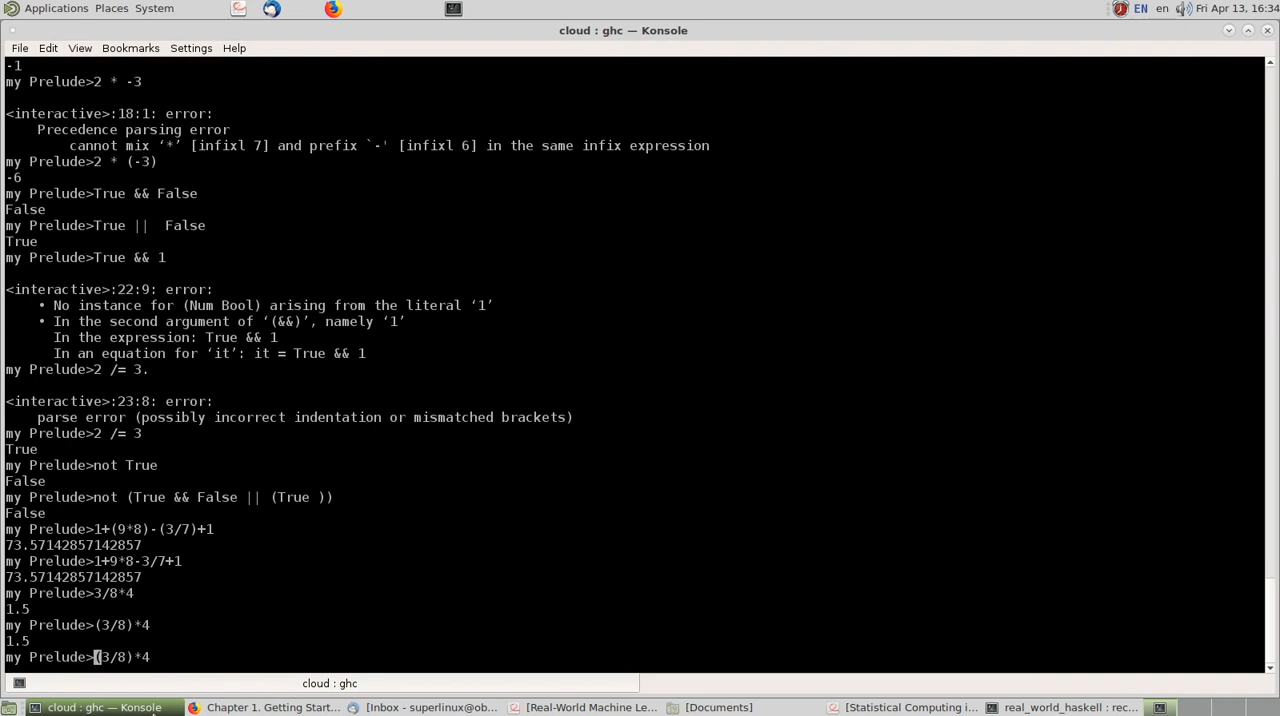 Applications Places System
EN en Fri Apr 13, 16:34
cloud : ghc — Konsole
File Edit View Bookmarks Settings Help
-1
my Prelude>2 * -3
<interactive>:18:1: error:
Precedence parsing error
cannot mix ‘*’ [infixl 7] and prefix `-' [infixl 6] in the same infix expression
my Prelude>2 * (-3)
-6
my Prelude>True && False
False
my Prelude>True ||  False
True
my Prelude>True && 1
<interactive>:22:9: error:
• No instance for (Num Bool) arising from the literal ‘1’
• In the second argument of ‘(&&)’, namely ‘1’
In the expression: True && 1
In an equation for ‘it’: it = True && 1
my Prelude>2 /= 3.
<interactive>:23:8: error:
parse error (possibly incorrect indentation or mismatched brackets)
my Prelude>2 /= 3
True
my Prelude>not True
False
my Prelude>not (True && False || (True ))
False
my Prelude>1+(9*8)-(3/7)+1
73.57142857142857
my Prelude>1+9*8-3/7+1
73.57142857142857
my Prelude>3/8*4
1.5
my Prelude>(3/8)*4
1.5
my Prelude>(3/8)*4
cloud : ghc
cloud : ghc — Konsole Chapter 1. Getting Start... [Inbox - superlinux@ob... [Real-World Machine Le... [Documents] [Statistical Computing i... real_world_haskell : rec...